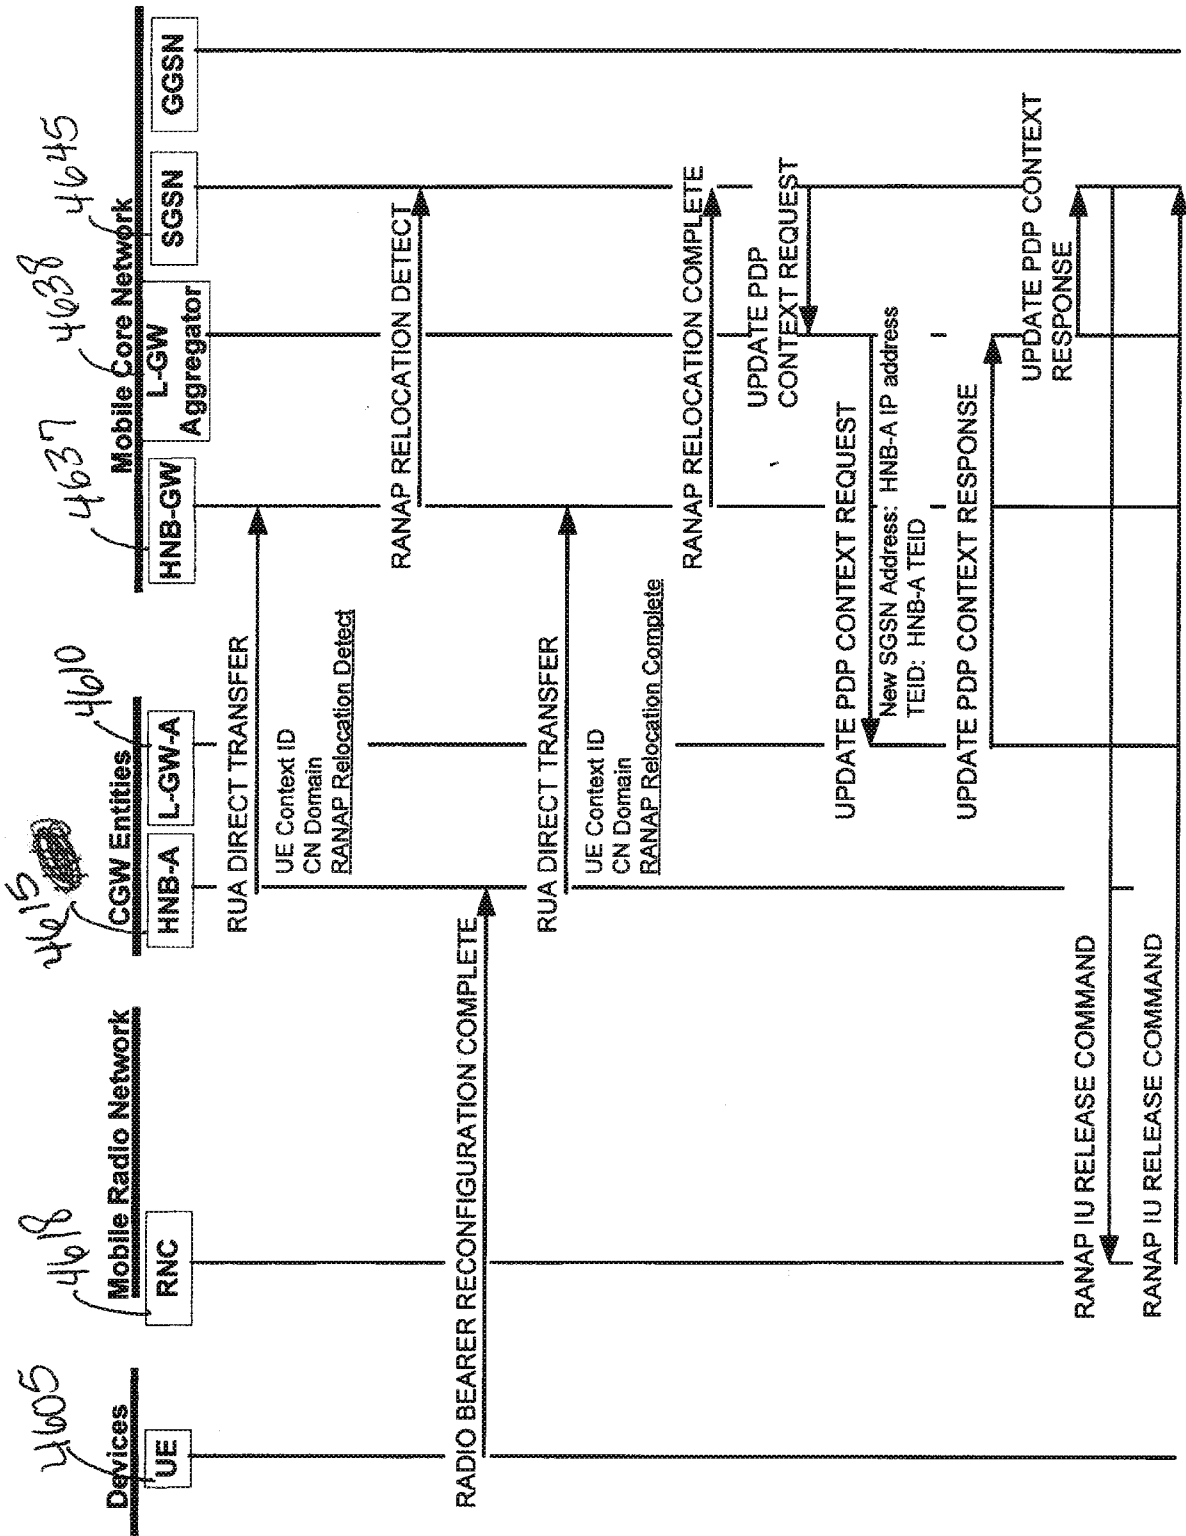 4605
4618
4615
4610
4637
4638
4645
Devices
Mobile Radio Network
CGW Entities
Mobile Core Network
UE
RNC
HNB-A
L-GW-A
HNB-GW
L-GW
Aggregator
SGSN
GGSN
RUA DIRECT TRANSFER
UE Context ID
CN Domain
RANAP Relocation Detect
RANAP RELOCATION DETECT
RADIO BEARER RECONFIGURATION COMPLETE
RUA DIRECT TRANSFER
UE Context ID
CN Domain
RANAP Relocation Complete
RANAP RELOCATION COMPLETE
UPDATE PDP
CONTEXT REQUEST
UPDATE PDP CONTEXT REQUEST
New SGSN Address: HNB-A IP address
TEID: HNB-A TEID
UPDATE PDP CONTEXT RESPONSE
UPDATE PDP CONTEXT
RESPONSE
RANAP IU RELEASE COMMAND
RANAP IU RELEASE COMMAND